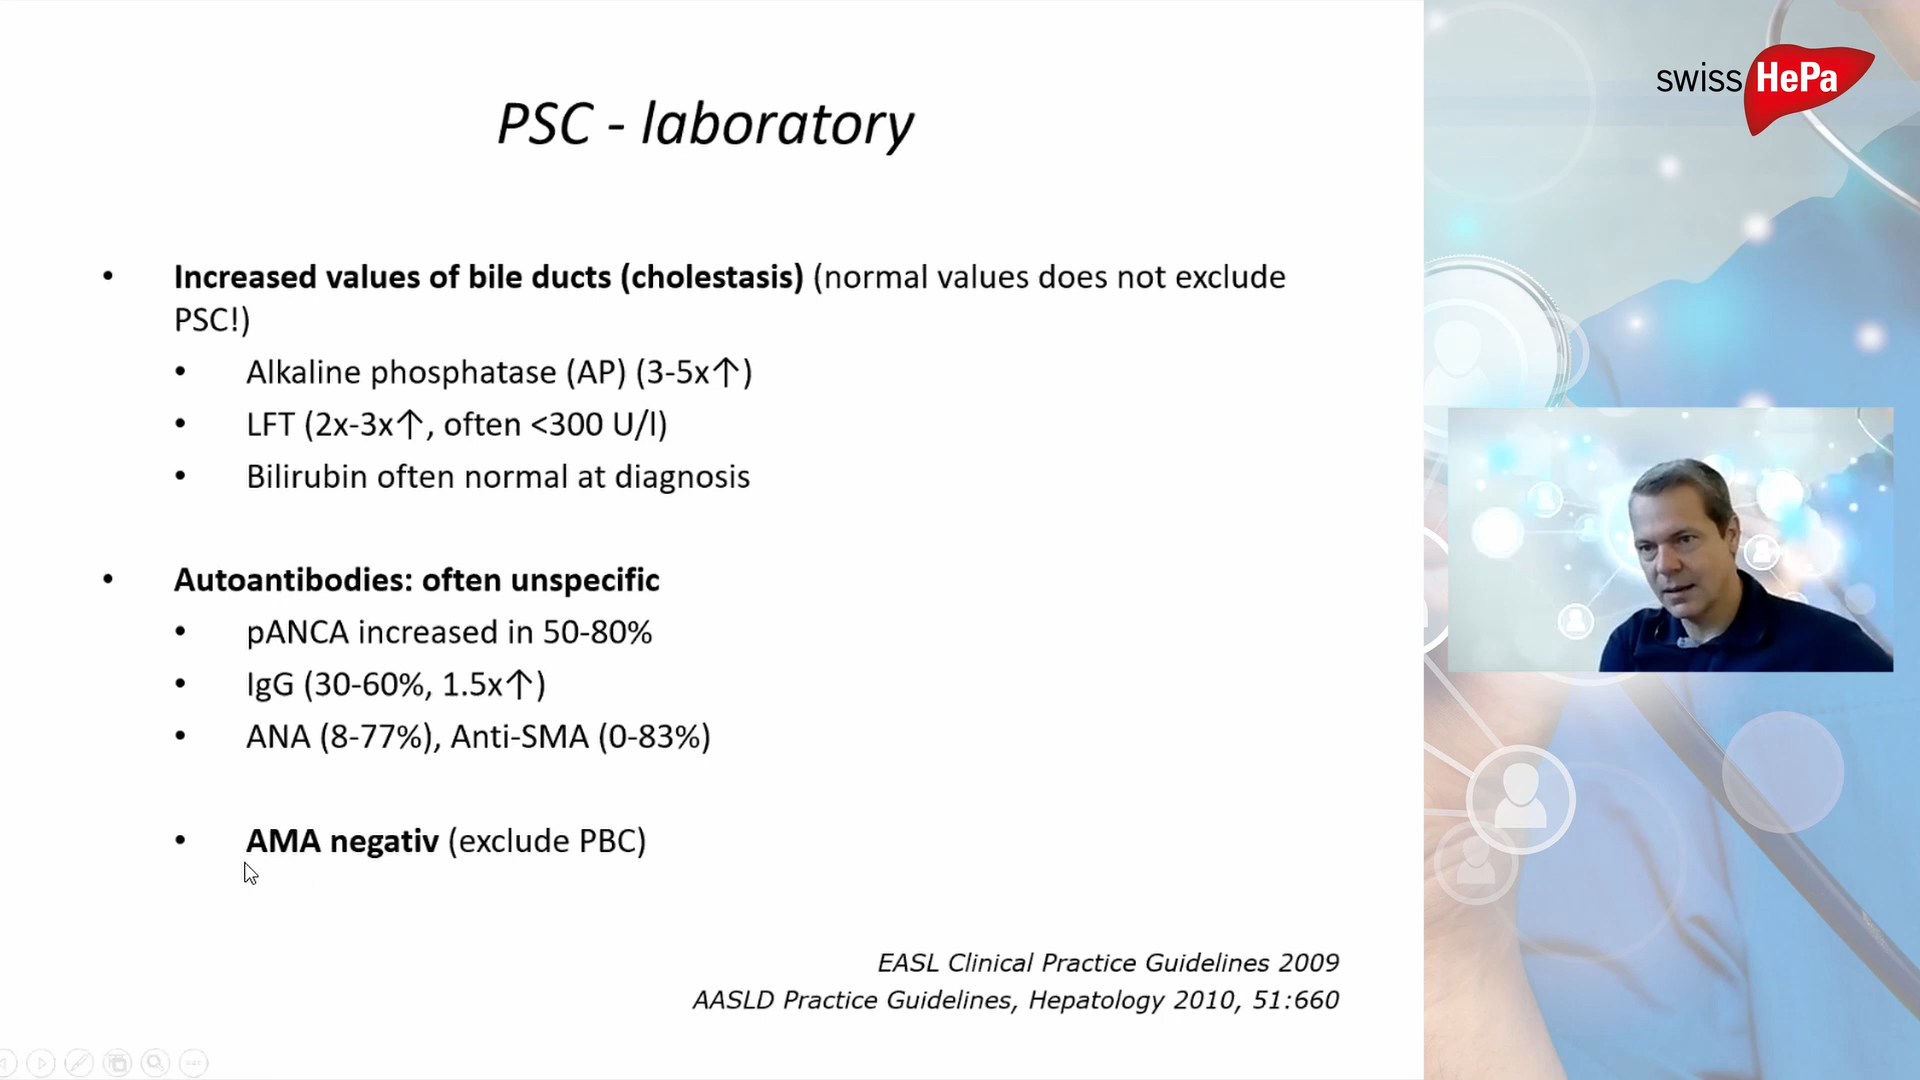 swiss HePa
PSC - laboratory
• Increased values of bile ducts (cholestasis) (normal values does not exclude
PSC!)
• Alkaline phosphatase (AP) (3-5x↑)
• LFT (2x-3x↑, often <300 U/l)
• Bilirubin often normal at diagnosis
• Autoantibodies: often unspecific
• pANCA increased in 50-80%
• IgG (30-60%, 1.5x↑)
• ANA (8-77%), Anti-SMA (0-83%)
• AMA negativ (exclude PBC)
EASL Clinical Practice Guidelines 2009
AASLD Practice Guidelines, Hepatology 2010, 51:660